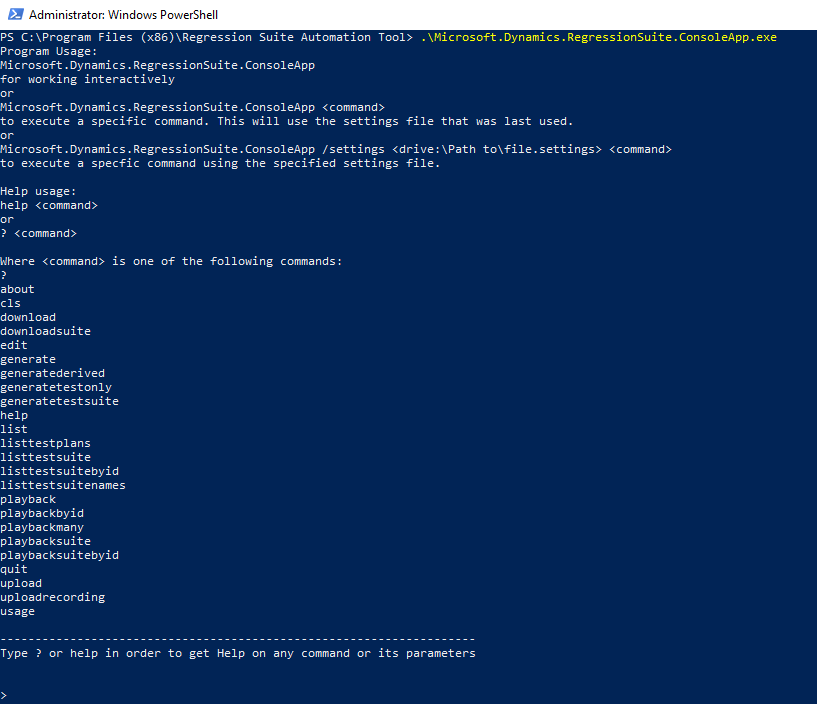 Administrator: Windows PowerShell
PS C:\Program Files (x86)\Regression Suite Automation Tool> .\Microsoft.Dynamics.RegressionSuite.ConsoleApp.exe
Program Usage:
Microsoft.Dynamics.RegressionSuite.ConsoleApp
for working interactively
or
Microsoft.Dynamics.RegressionSuite.ConsoleApp <command>
to execute a specific command. This will use the settings file that was last used.
or
Microsoft.Dynamics.RegressionSuite.ConsoleApp /settings <drive:\Path to\file.settings> <command>
to execute a specfic command using the specified settings file.

Help usage:
help <command>
or
? <command>

Where <command> is one of the following commands:
?
about
cls
download
downloadsuite
edit
generate
generatederived
generatetestonly
generatetestsuite
help
list
listtestplans
listtestsuite
listtestsuitebyid
listtestsuitenames
playback
playbackbyid
playbackmany
playbacksuite
playbacksuitebyid
quit
upload
uploadrecording
usage

--------------------------------------------------------------------
Type ? or help in order to get Help on any command or its parameters

>